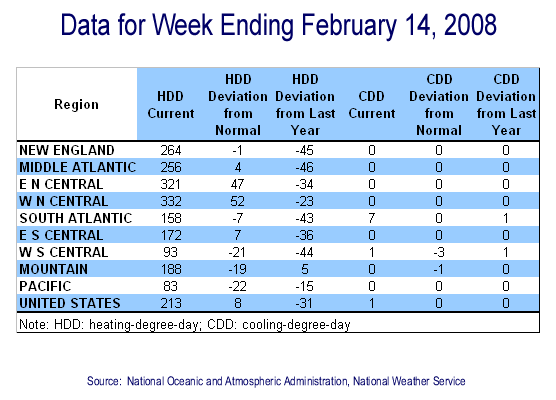 Data for Week Ending February 14, 2008
Region HDD Current HDD Deviation from Normal HDD Deviation from Last Year CDD Current CDD Deviation from Normal CDD Deviation from Last Year
NEW ENGLAND 264 -1 -45 0 0 0
MIDDLE ATLANTIC 256 4 -46 0 0 0
E N CENTRAL 321 47 -34 0 0 0
W N CENTRAL 332 52 -23 0 0 0
SOUTH ATLANTIC 158 -7 -43 7 0 1
E S CENTRAL 172 7 -36 0 0 0
W S CENTRAL 93 -21 -44 1 -3 1
MOUNTAIN 188 -19 5 0 -1 0
PACIFIC 83 -22 -15 0 0 0
UNITED STATES 213 8 -31 1 0 0
Note: HDD: heating-degree-day; CDD: cooling-degree-day
Source: National Oceanic and Atmospheric Administration, National Weather Service